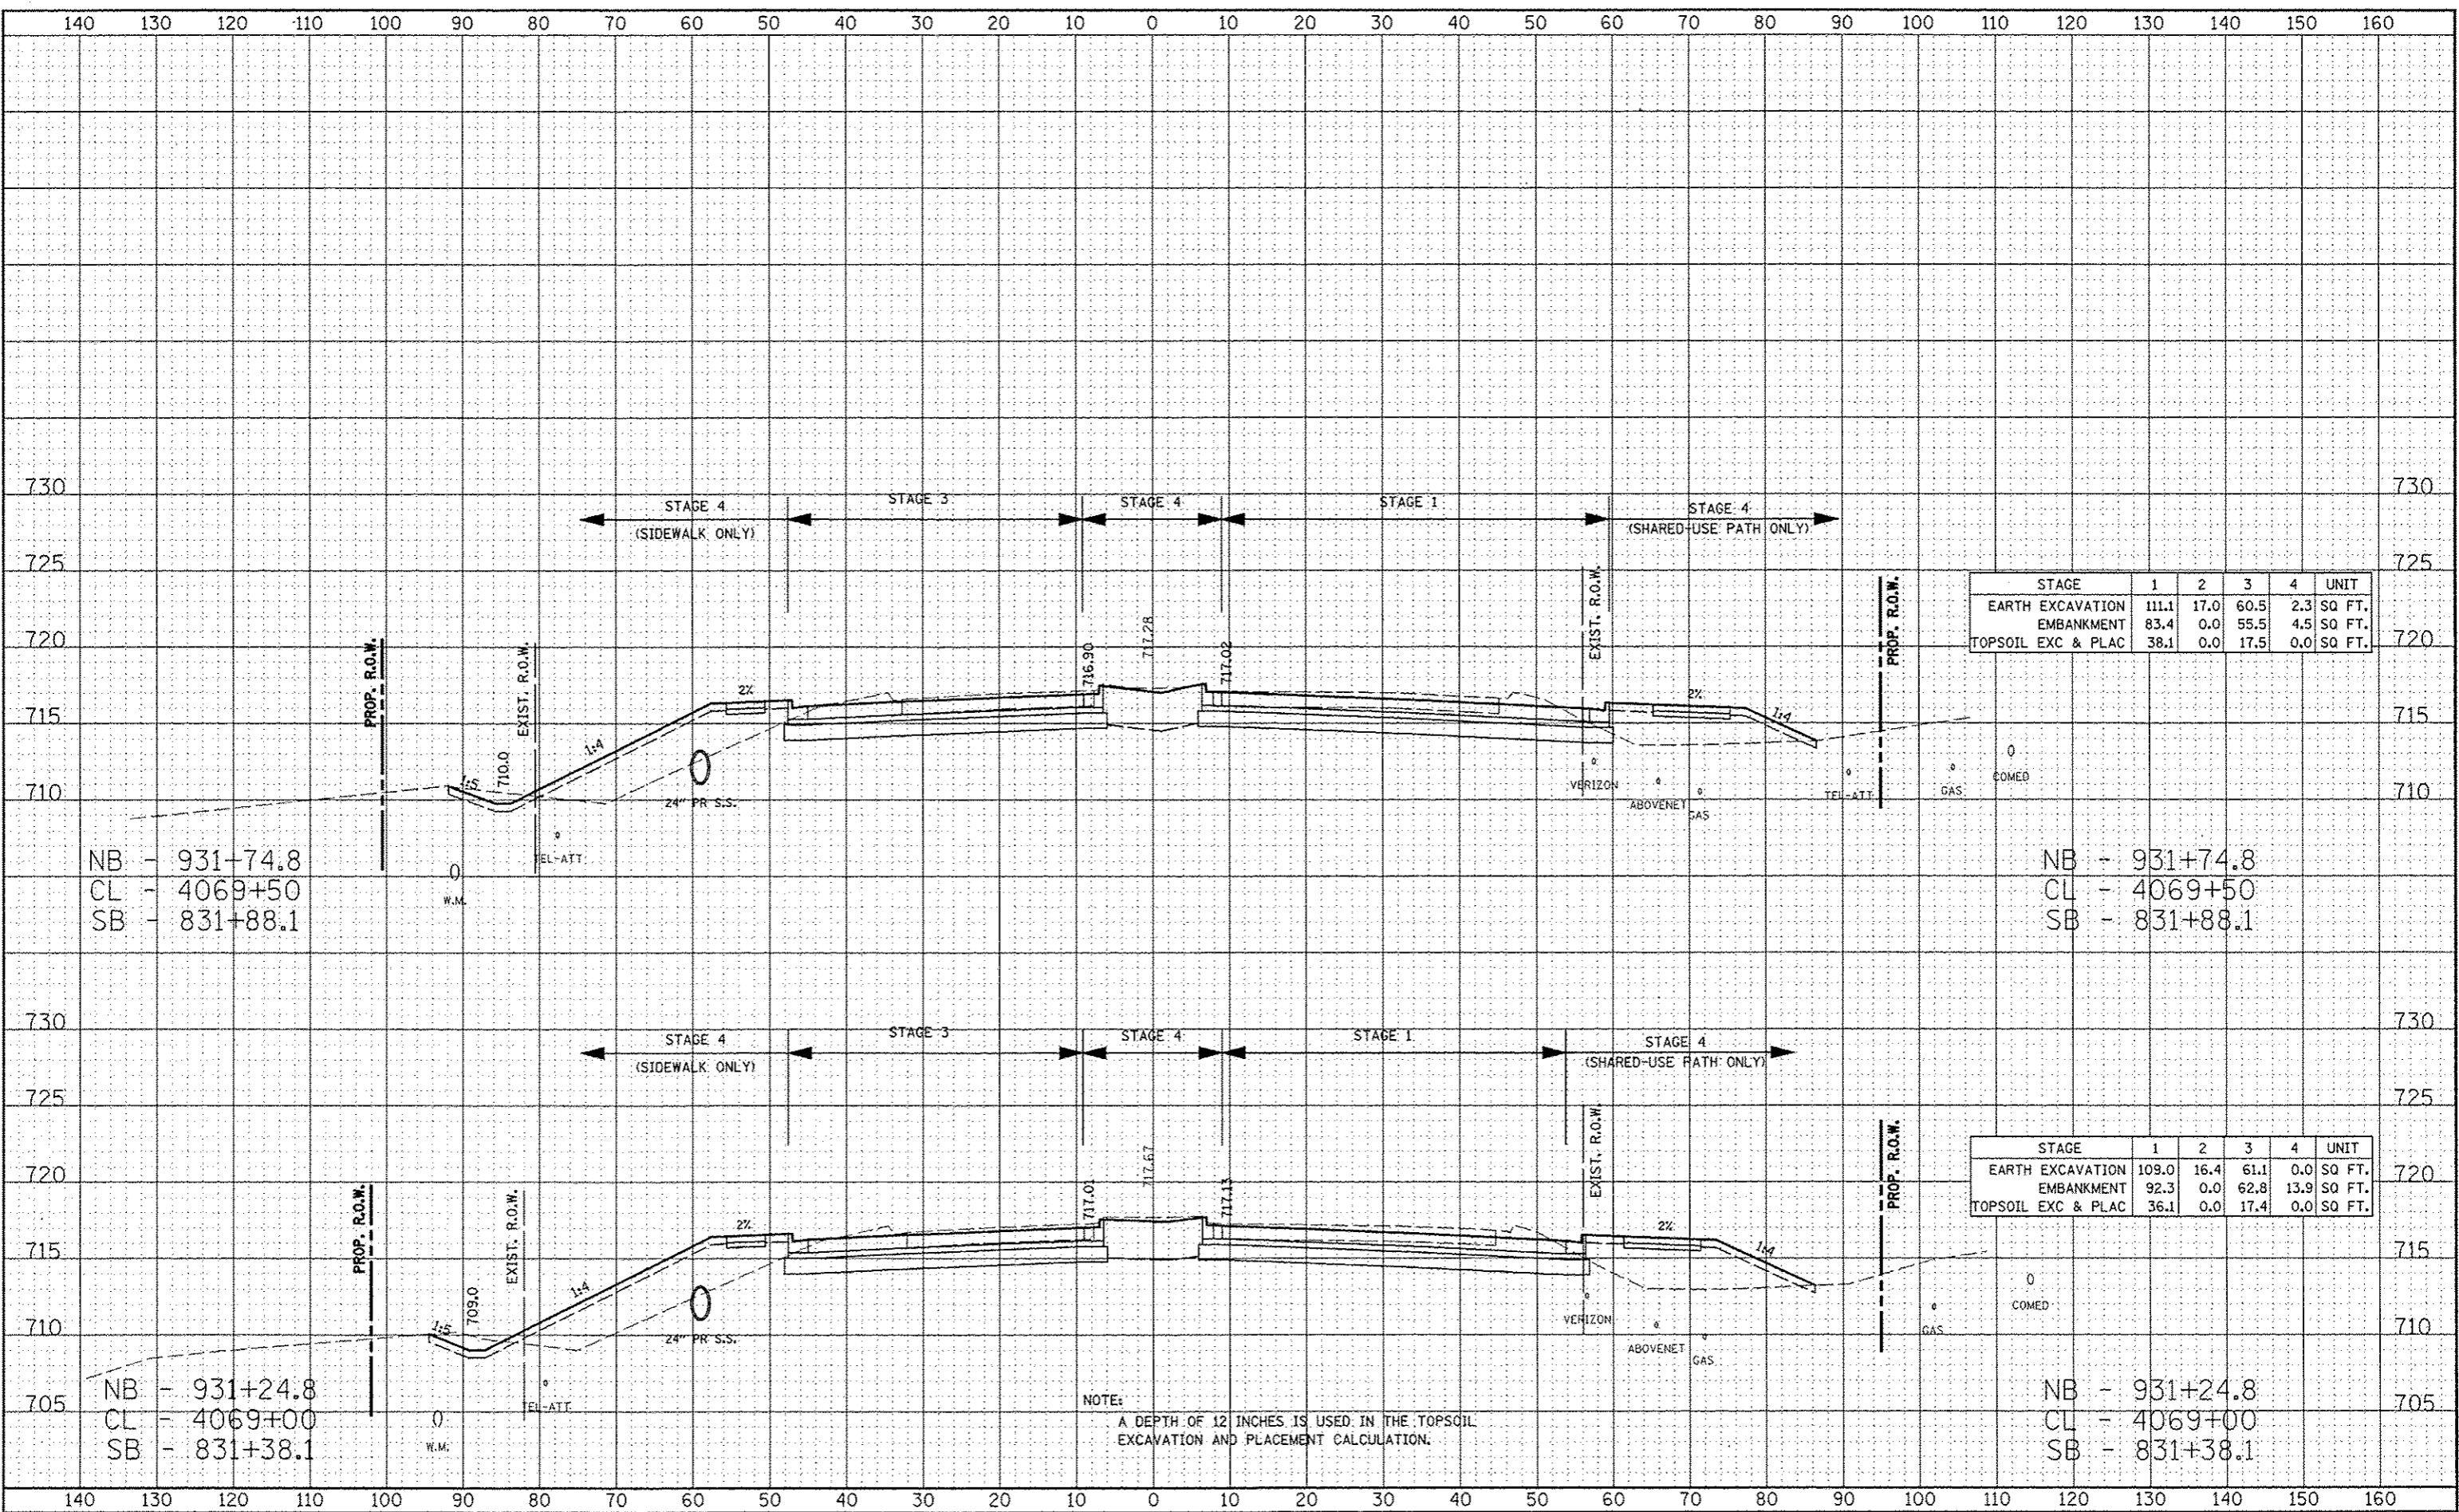 140 130 120 110 100 90 80 70 60 50 40 30 20 10 0 10 20 30 40 50 60 70 80 90 100 110 120 130 140 150 160
730 730
STAGE 4 STAGE 3 STAGE 4 STAGE 1 STAGE 4
(SIDEWALK ONLY) (SHARED-USE PATH ONLY)
725 725
STAGE 1 2 3 4 UNIT
EARTH EXCAVATION 111.1 17.0 60.5 2.3 SQ FT.
EMBANKMENT 83.4 0.0 55.5 4.5 SQ FT.
TOPSOIL EXC & PLAC 38.1 0.0 17.5 0.0 SQ FT.
720 720
PROP. R.O.W. EXIST. R.O.W. 716.90 717.28 717.02 EXIST. R.O.W. PROP. R.O.W.
2% 2%
715 715
1:4 1:4
1:5 710.0
710 710
24" PR S.S. VERIZON ABOVENET GAS TEL-ATT GAS COMED
TEL-ATT
W.M.
NB - 931+74.8
CL - 4069+50
SB - 831+88.1
NB - 931+74.8
CL - 4069+50
SB - 831+88.1
730 730
STAGE 4 STAGE 3 STAGE 4 STAGE 1 STAGE 4
(SIDEWALK ONLY) (SHARED-USE PATH ONLY)
725 725
STAGE 1 2 3 4 UNIT
EARTH EXCAVATION 109.0 16.4 61.1 0.0 SQ FT.
EMBANKMENT 92.3 0.0 62.8 13.9 SQ FT.
TOPSOIL EXC & PLAC 36.1 0.0 17.4 0.0 SQ FT.
720 720
PROP. R.O.W. EXIST. R.O.W. 717.01 717.67 717.13 EXIST. R.O.W. PROP. R.O.W.
2% 2%
715 715
1:4 1:4
1:5 709.0
710 710
24" PR S.S. VERIZON ABOVENET GAS GAS COMED
TEL-ATT
W.M.
705 705
NB - 931+24.8
CL - 4069+00
SB - 831+38.1
NOTE:
A DEPTH OF 12 INCHES IS USED IN THE TOPSOIL
EXCAVATION AND PLACEMENT CALCULATION.
NB - 931+24.8
CL - 4069+00
SB - 831+38.1
140 130 120 110 100 90 80 70 60 50 40 30 20 10 0 10 20 30 40 50 60 70 80 90 100 110 120 130 140 150 160